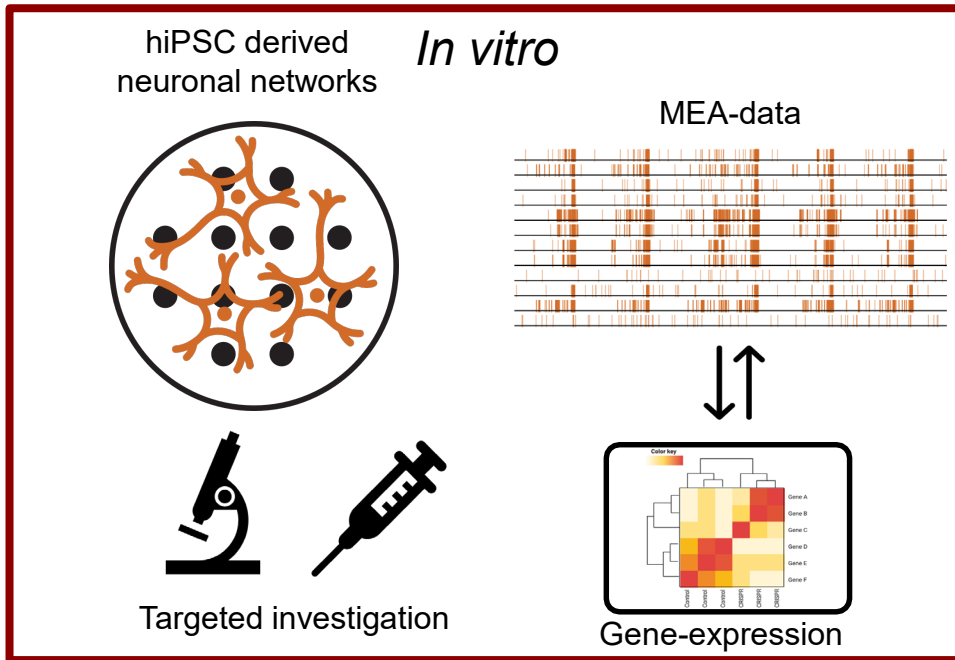 In vitro
hiPSC derived
neuronal networks
MEA-data
Targeted investigation
Color key
Gene A
Gene B
Gene C
Gene D
Gene E
Gene F
Control
Control
Control
CRISPR
CRISPR
CRISPR
Gene-expression